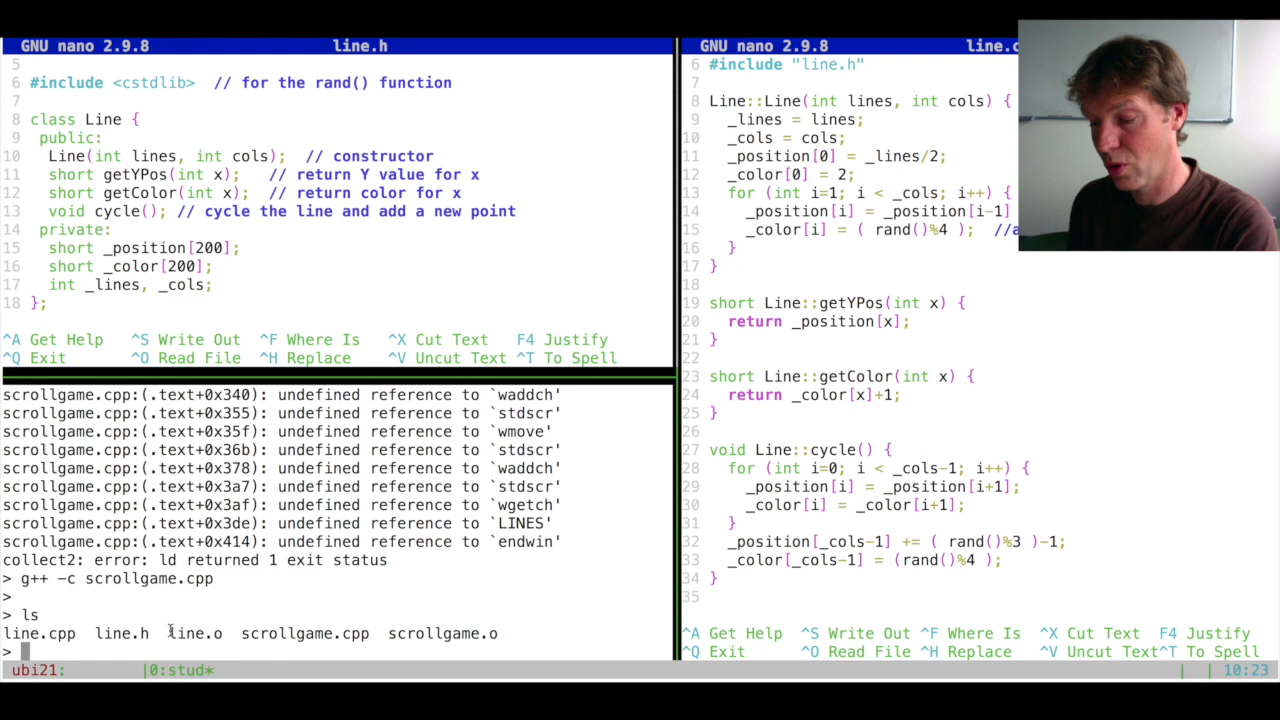 GNU nano 2.9.8 line.h
5
6 #include <cstdlib> // for the rand() function
7
8 class Line {
9 public:
10 Line(int lines, int cols); // constructor
11 short getYPos(int x); // return Y value for x
12 short getColor(int x); // return color for x
13 void cycle(); // cycle the line and add a new point
14 private:
15 short _position[200];
16 short _color[200];
17 int _lines, _cols;
18 };
^A Get Help ^S Write Out ^F Where Is ^X Cut Text F4 Justify
^Q Exit ^O Read File ^H Replace ^V Uncut Text ^T To Spell
scrollgame.cpp:(.text+0x340): undefined reference to `waddch'
scrollgame.cpp:(.text+0x355): undefined reference to `stdscr'
scrollgame.cpp:(.text+0x35f): undefined reference to `wmove'
scrollgame.cpp:(.text+0x36b): undefined reference to `stdscr'
scrollgame.cpp:(.text+0x378): undefined reference to `waddch'
scrollgame.cpp:(.text+0x3a7): undefined reference to `stdscr'
scrollgame.cpp:(.text+0x3af): undefined reference to `wgetch'
scrollgame.cpp:(.text+0x3de): undefined reference to `LINES'
scrollgame.cpp:(.text+0x414): undefined reference to `endwin'
collect2: error: ld returned 1 exit status
> g++ -c scrollgame.cpp
>
> ls
line.cpp line.h line.o scrollgame.cpp scrollgame.o
>
GNU nano 2.9.8 line.c
6 #include "line.h"
7
8 Line::Line(int lines, int cols) {
9 _lines = lines;
10 _cols = cols;
11 _position[0] = _lines/2;
12 _color[0] = 2;
13 for (int i=1; i < _cols; i++) {
14 _position[i] = _position[i-1]
15 _color[i] = ( rand()%4 ); //a
16 }
17 }
18
19 short Line::getYPos(int x) {
20 return _position[x];
21 }
22
23 short Line::getColor(int x) {
24 return _color[x]+1;
25 }
26
27 void Line::cycle() {
28 for (int i=0; i < _cols-1; i++) {
29 _position[i] = _position[i+1];
30 _color[i] = _color[i+1];
31 }
32 _position[_cols-1] += ( rand()%3 )-1;
33 _color[_cols-1] = (rand()%4 );
34 }
35
^A Get Help ^S Write Out ^F Where Is ^X Cut Text F4 Justify
^Q Exit ^O Read File ^H Replace ^V Uncut Text^T To Spell
ubi21: |0:stud* | | 10:23